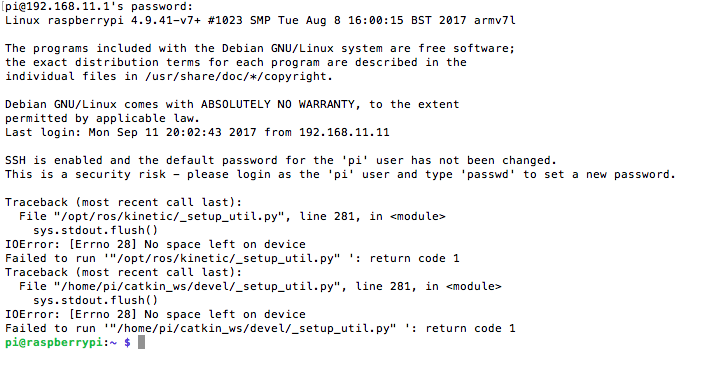 pi@192.168.11.1's password:
Linux raspberrypi 4.9.41-v7+ #1023 SMP Tue Aug 8 16:00:15 BST 2017 armv7l

The programs included with the Debian GNU/Linux system are free software;
the exact distribution terms for each program are described in the
individual files in /usr/share/doc/*/copyright.

Debian GNU/Linux comes with ABSOLUTELY NO WARRANTY, to the extent
permitted by applicable law.
Last login: Mon Sep 11 20:02:43 2017 from 192.168.11.11

SSH is enabled and the default password for the 'pi' user has not been changed.
This is a security risk - please login as the 'pi' user and type 'passwd' to set a new password.

Traceback (most recent call last):
  File "/opt/ros/kinetic/_setup_util.py", line 281, in <module>
    sys.stdout.flush()
IOError: [Errno 28] No space left on device
Failed to run '"/opt/ros/kinetic/_setup_util.py" ': return code 1
Traceback (most recent call last):
  File "/home/pi/catkin_ws/devel/_setup_util.py", line 281, in <module>
    sys.stdout.flush()
IOError: [Errno 28] No space left on device
Failed to run '"/home/pi/catkin_ws/devel/_setup_util.py" ': return code 1
pi@raspberrypi:~ $